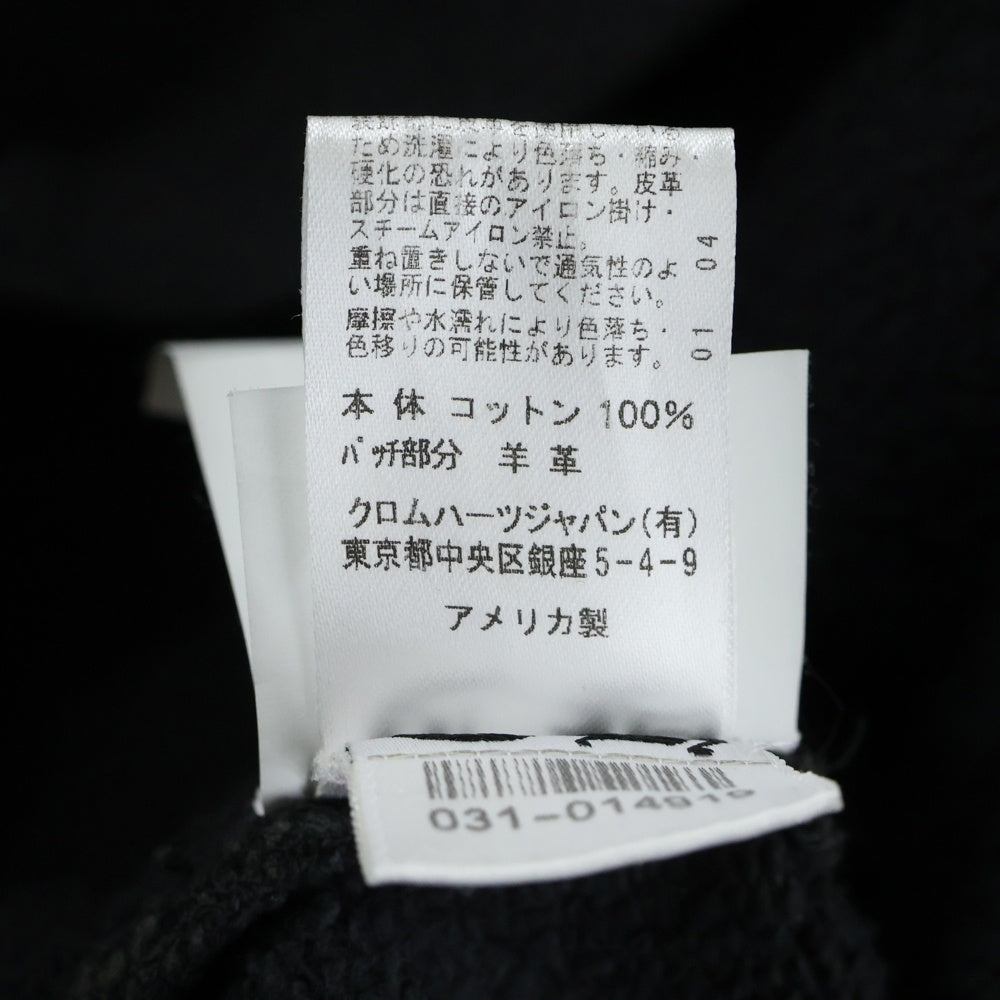 ため洗濯により色落ち・縮み・
硬化の恐れがあります。皮革
部分は直接のアイロン掛け・
スチームアイロン禁止。
重ね置きしないで通気性のよ
い場所に保管してください。
摩擦や水濡れにより色落ち・
色移りの可能性があります。
01 04
本体 コットン 100%
パッチ部分 羊革
クロムハーツジャパン(有)
東京都中央区銀座5-4-9
アメリカ製
031-014919